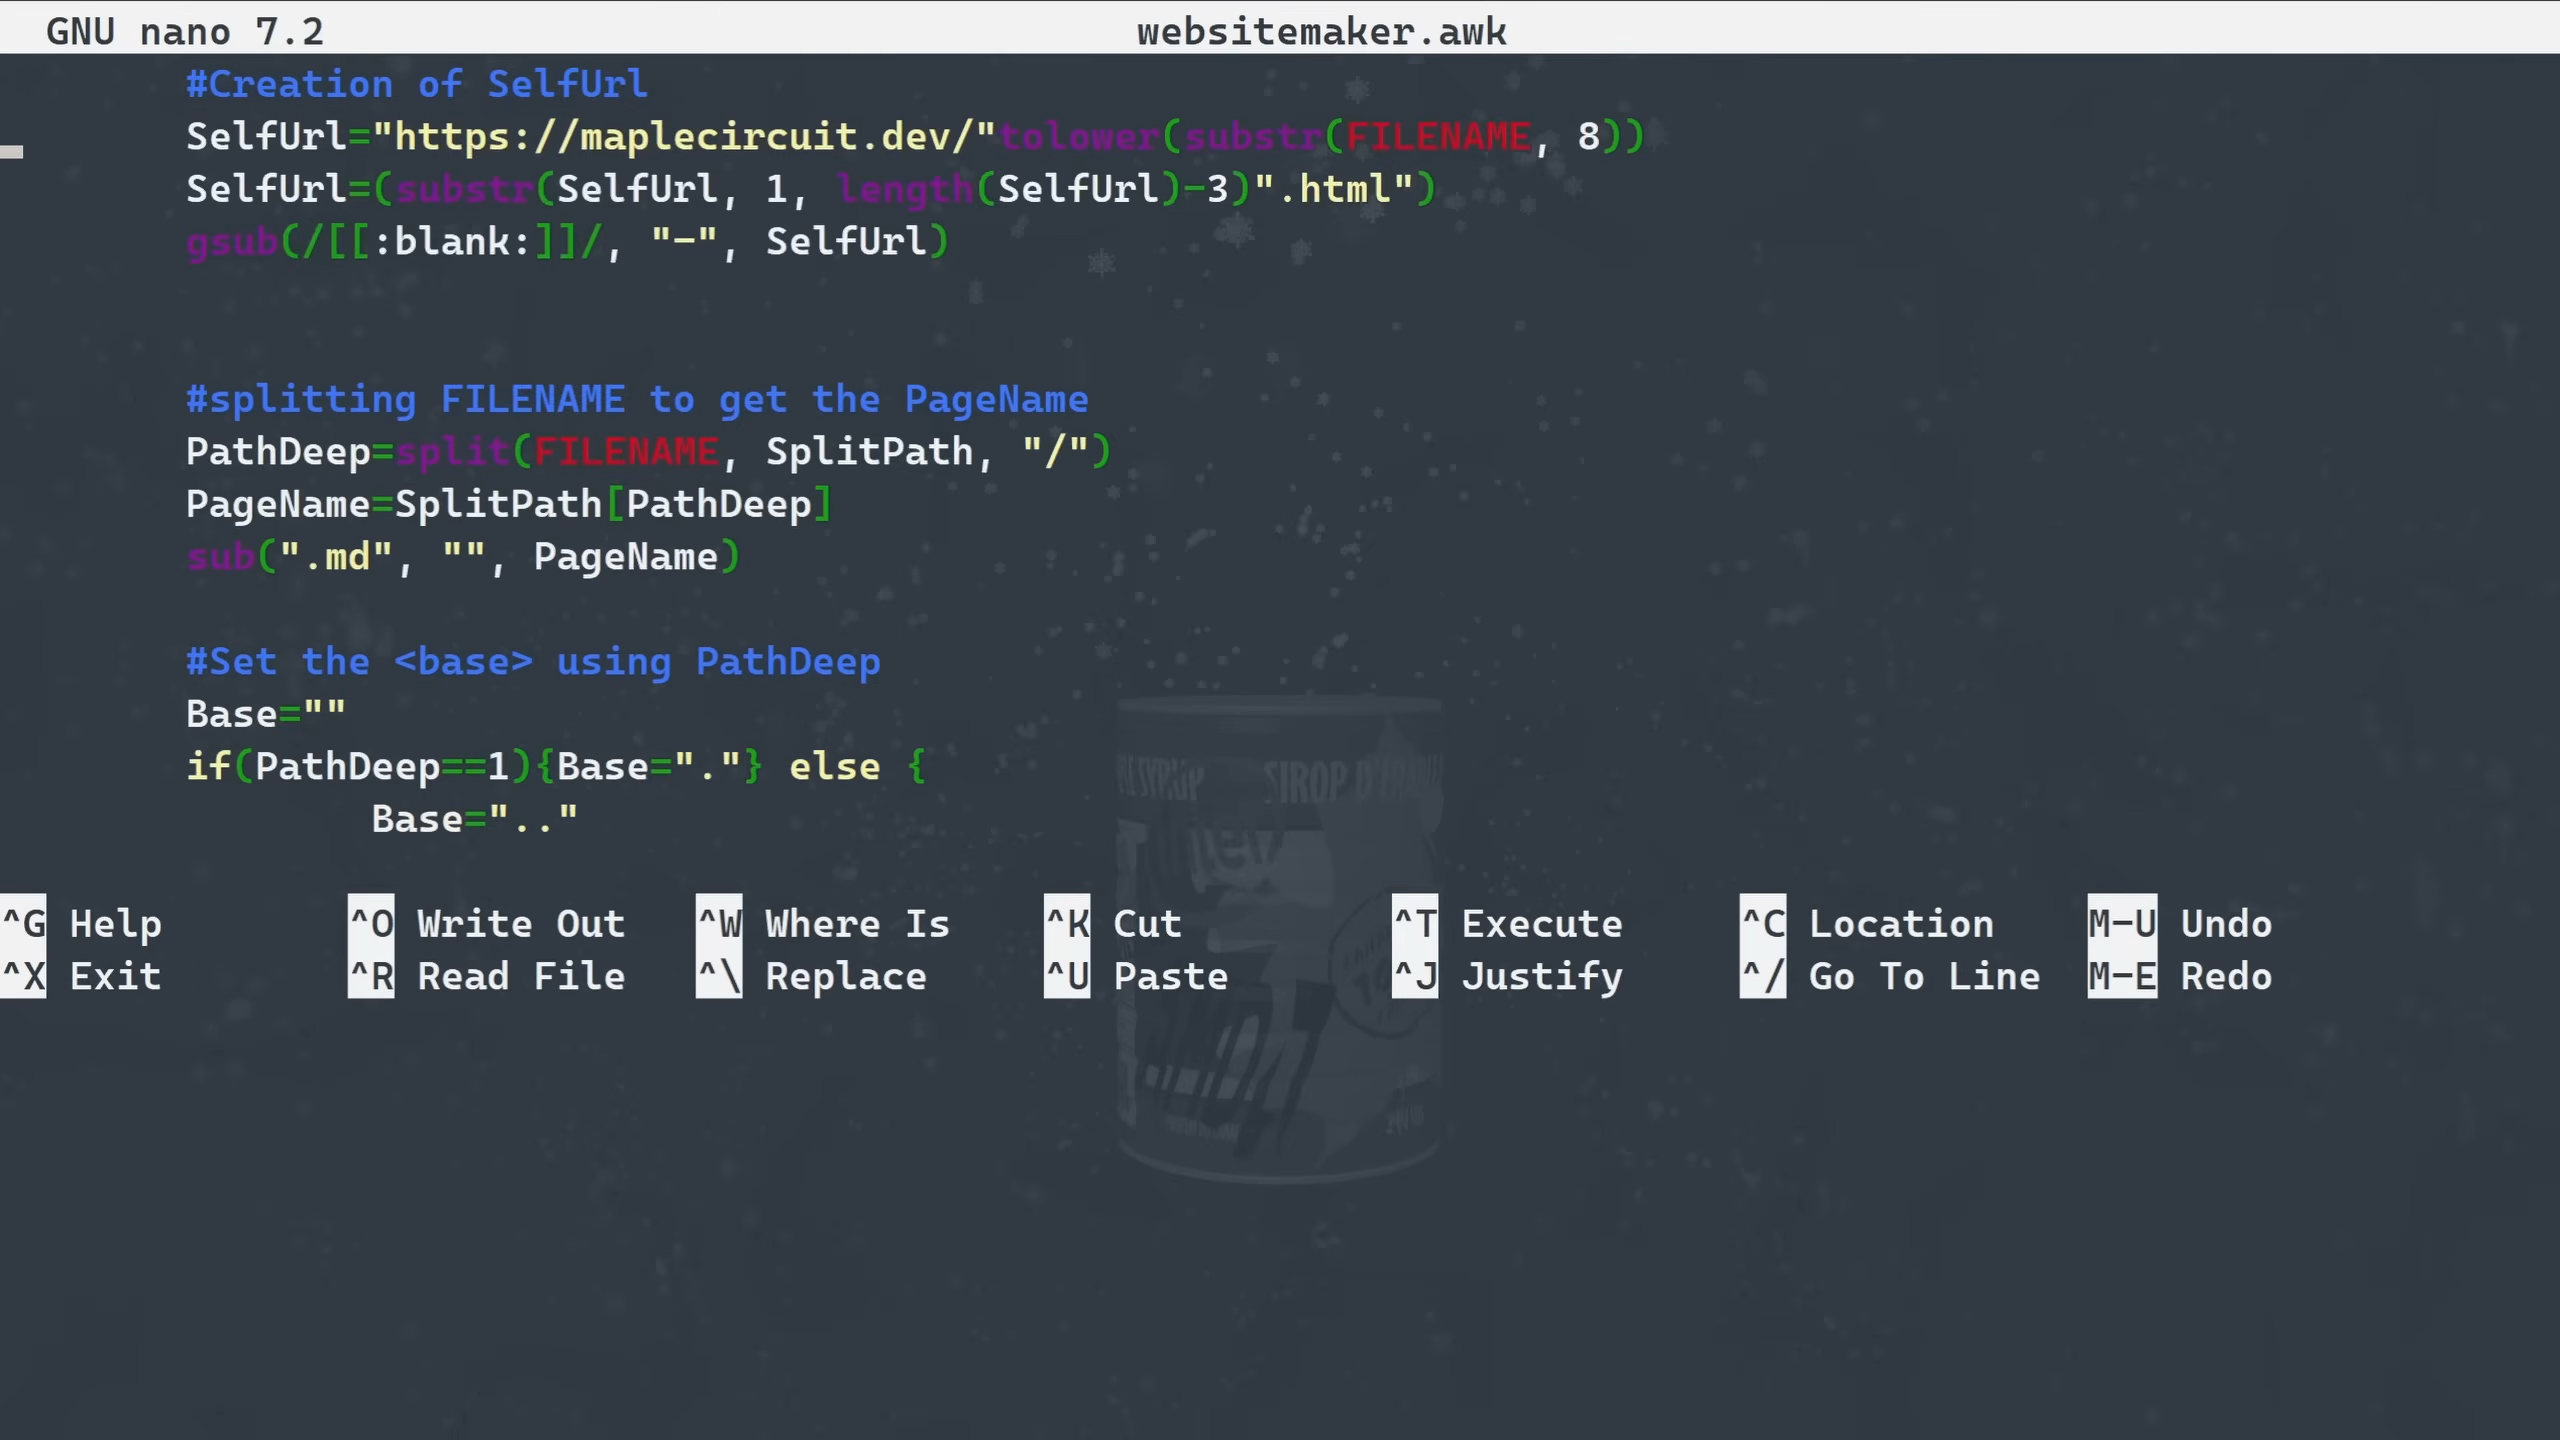 GNU nano 7.2 websitemaker.awk
#Creation of SelfUrl
SelfUrl="https://maplecircuit.dev/"tolower(substr(FILENAME, 8))
SelfUrl=(substr(SelfUrl, 1, length(SelfUrl)-3)".html")
gsub(/[[:blank:]]/, "-", SelfUrl)
#splitting FILENAME to get the PageName
PathDeep=split(FILENAME, SplitPath, "/")
PageName=SplitPath[PathDeep]
sub(".md", "", PageName)
#Set the <base> using PathDeep
Base=""
if(PathDeep==1){Base="."} else {
Base=".."
SIROP
^G Help ^O Write Out ^W Where Is ^K Cut ^T Execute ^C Location M-U Undo
^X Exit ^R Read File ^\ Replace ^U Paste ^J Justify ^/ Go To Line M-E Redo